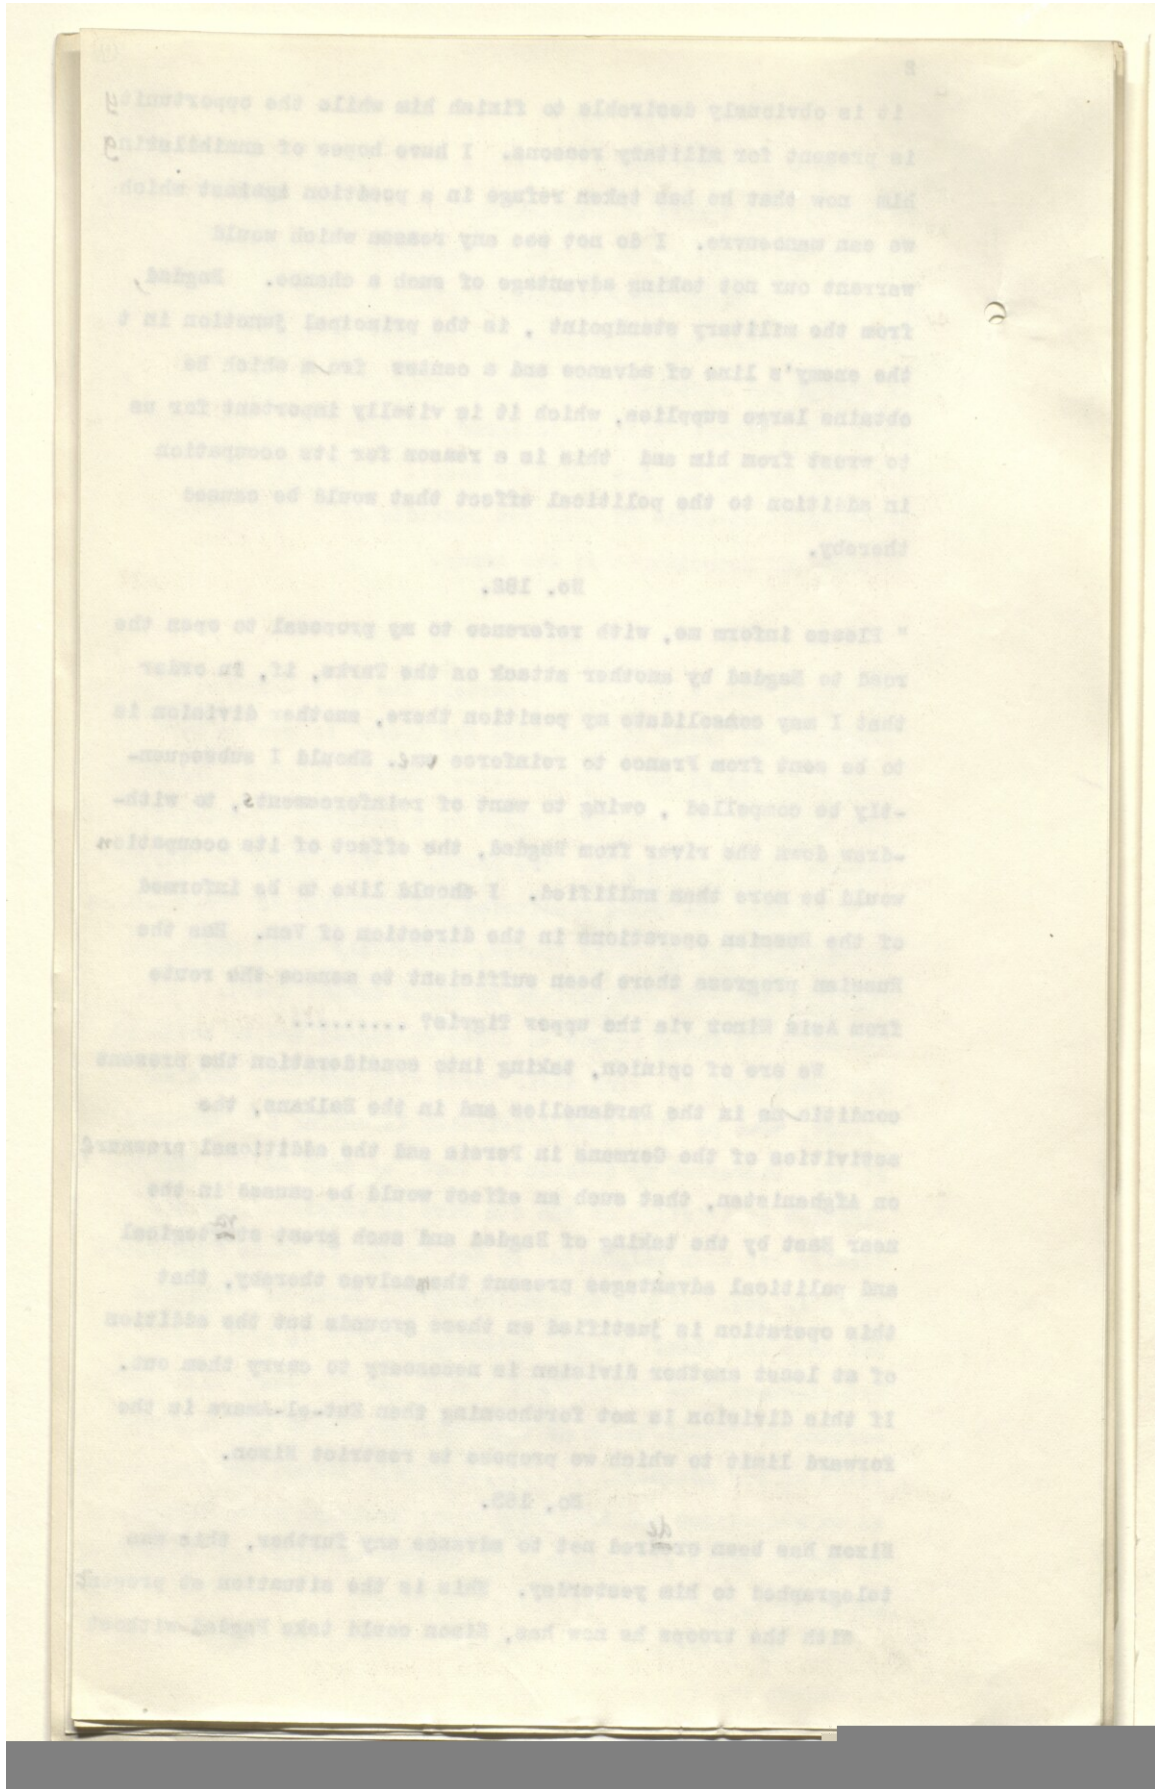 2
it is obviously desirable to finish him while the opportunity
is present for military reasons. I have hopes of annihilating
him now that he has taken refuge in a position against which
we can manoeuvre. I do not see any reason which would
warrant our not taking advantage of such a chance. Bagdad,
from the military standpoint , is the principal junction in t
the enemy's line of advance and a center from which he
obtains large supplies, which it is vitally important for us
to wrest from him and this is a reason for its occupation
in addition to the political effect that would be caused
thereby.
No.
" Please inform me, with reference to my proposal to open the
road to Bagdad by another attack on the Turks, if, in order
that I may consolidate my position there, another division is
to be sent from France to reinforce me. Should I subsequen-
-tly be compelled , owing to want of reinforcements, to with-
-draw down the river from Bagdad, the effect of its occupation
would be more than nullified. I should like to be informed
of the Russian operations in the direction of Van. Has the
Russian progress there been sufficient to menace the route
from Asia Minor via the upper Tigris? .........
We are of opinion, taking into consideration the present
conditions in the Dardanelles and in the Balkans, the
activities of the Germans in Persia and the additional pressure
on Afghanistan, that such an effect would be caused in the
near East by the taking of Bagdad and such great strategical
and political advantages present themselves thereby, that
this operation is justified on these grounds but the addition
of at least another division is necessary to carry them out.
If this division is not forthcoming then Kut-el-Amara is the
forward limit to which we propose to restrict Nixon.
No.
Nixon has been ordered not to advance any further, this was
telegraphed to him yesterday. This is the situation at present
With the troops he now has, Nixon could take Bagdad without